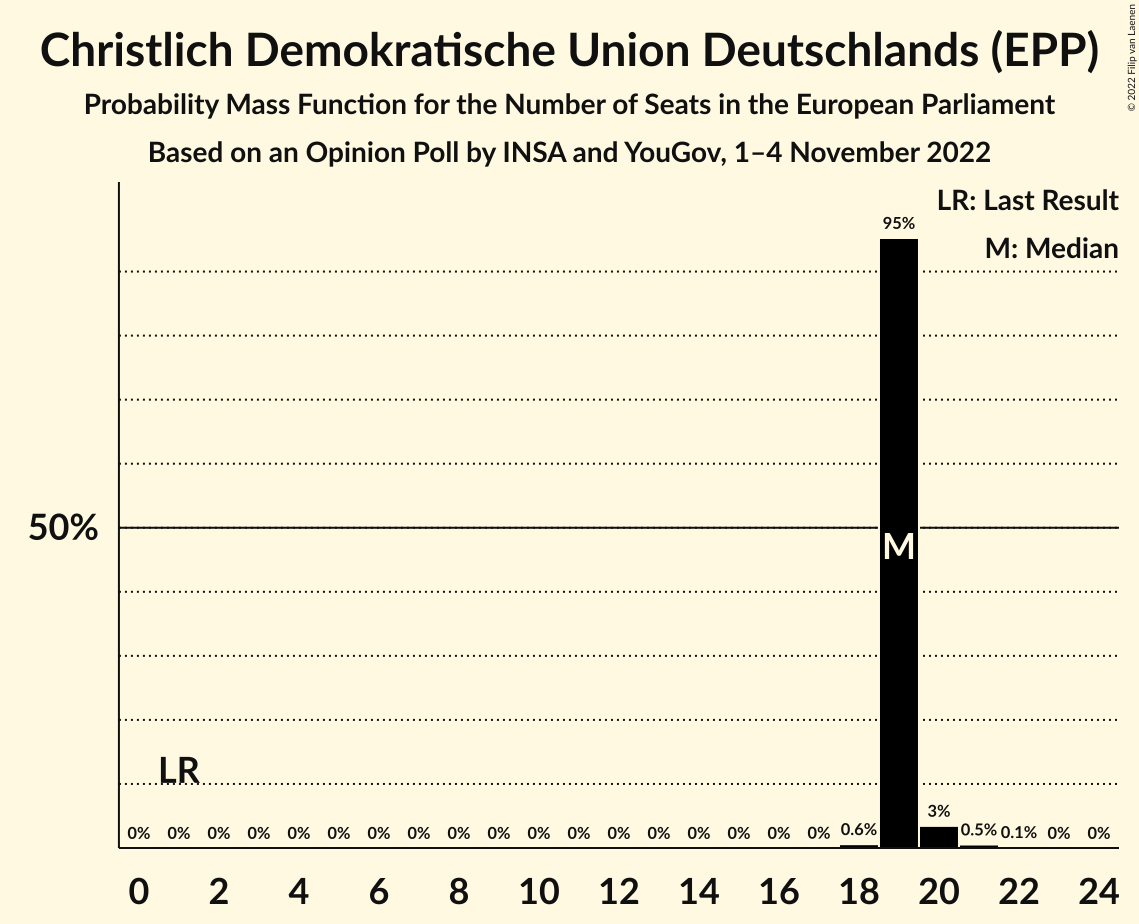 Christlich Demokratische Union Deutschlands (EPP)
Probability Mass Function for the Number of Seats in the European Parliament
Based on an Opinion Poll by INSA and YouGov, 1–4 November 2022
© 2022 Filip van Laenen
LR: Last Result
M: Median
95%
50%
M
LR
0% 0% 0% 0% 0% 0% 0% 0% 0% 0% 0% 0% 0% 0% 0% 0% 0% 0% 0.6% 3% 0.5% 0.1% 0% 0%
0 2 4 6 8 10 12 14 16 18 20 22 24